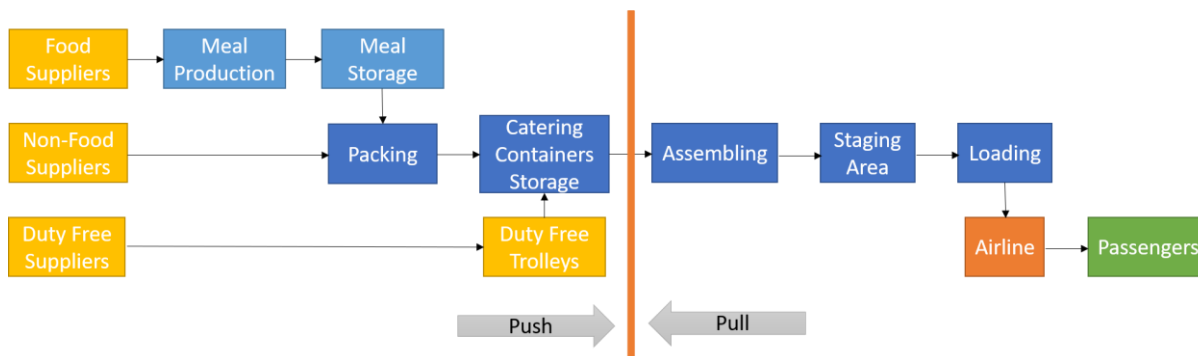 Food
Suppliers
Meal
Production
Meal
Storage
Non-Food
Suppliers
Packing
Catering
Containers
Storage
Assembling
Staging
Area
Loading
Duty Free
Suppliers
Duty Free
Trolleys
Airline
Passengers
Push
Pull